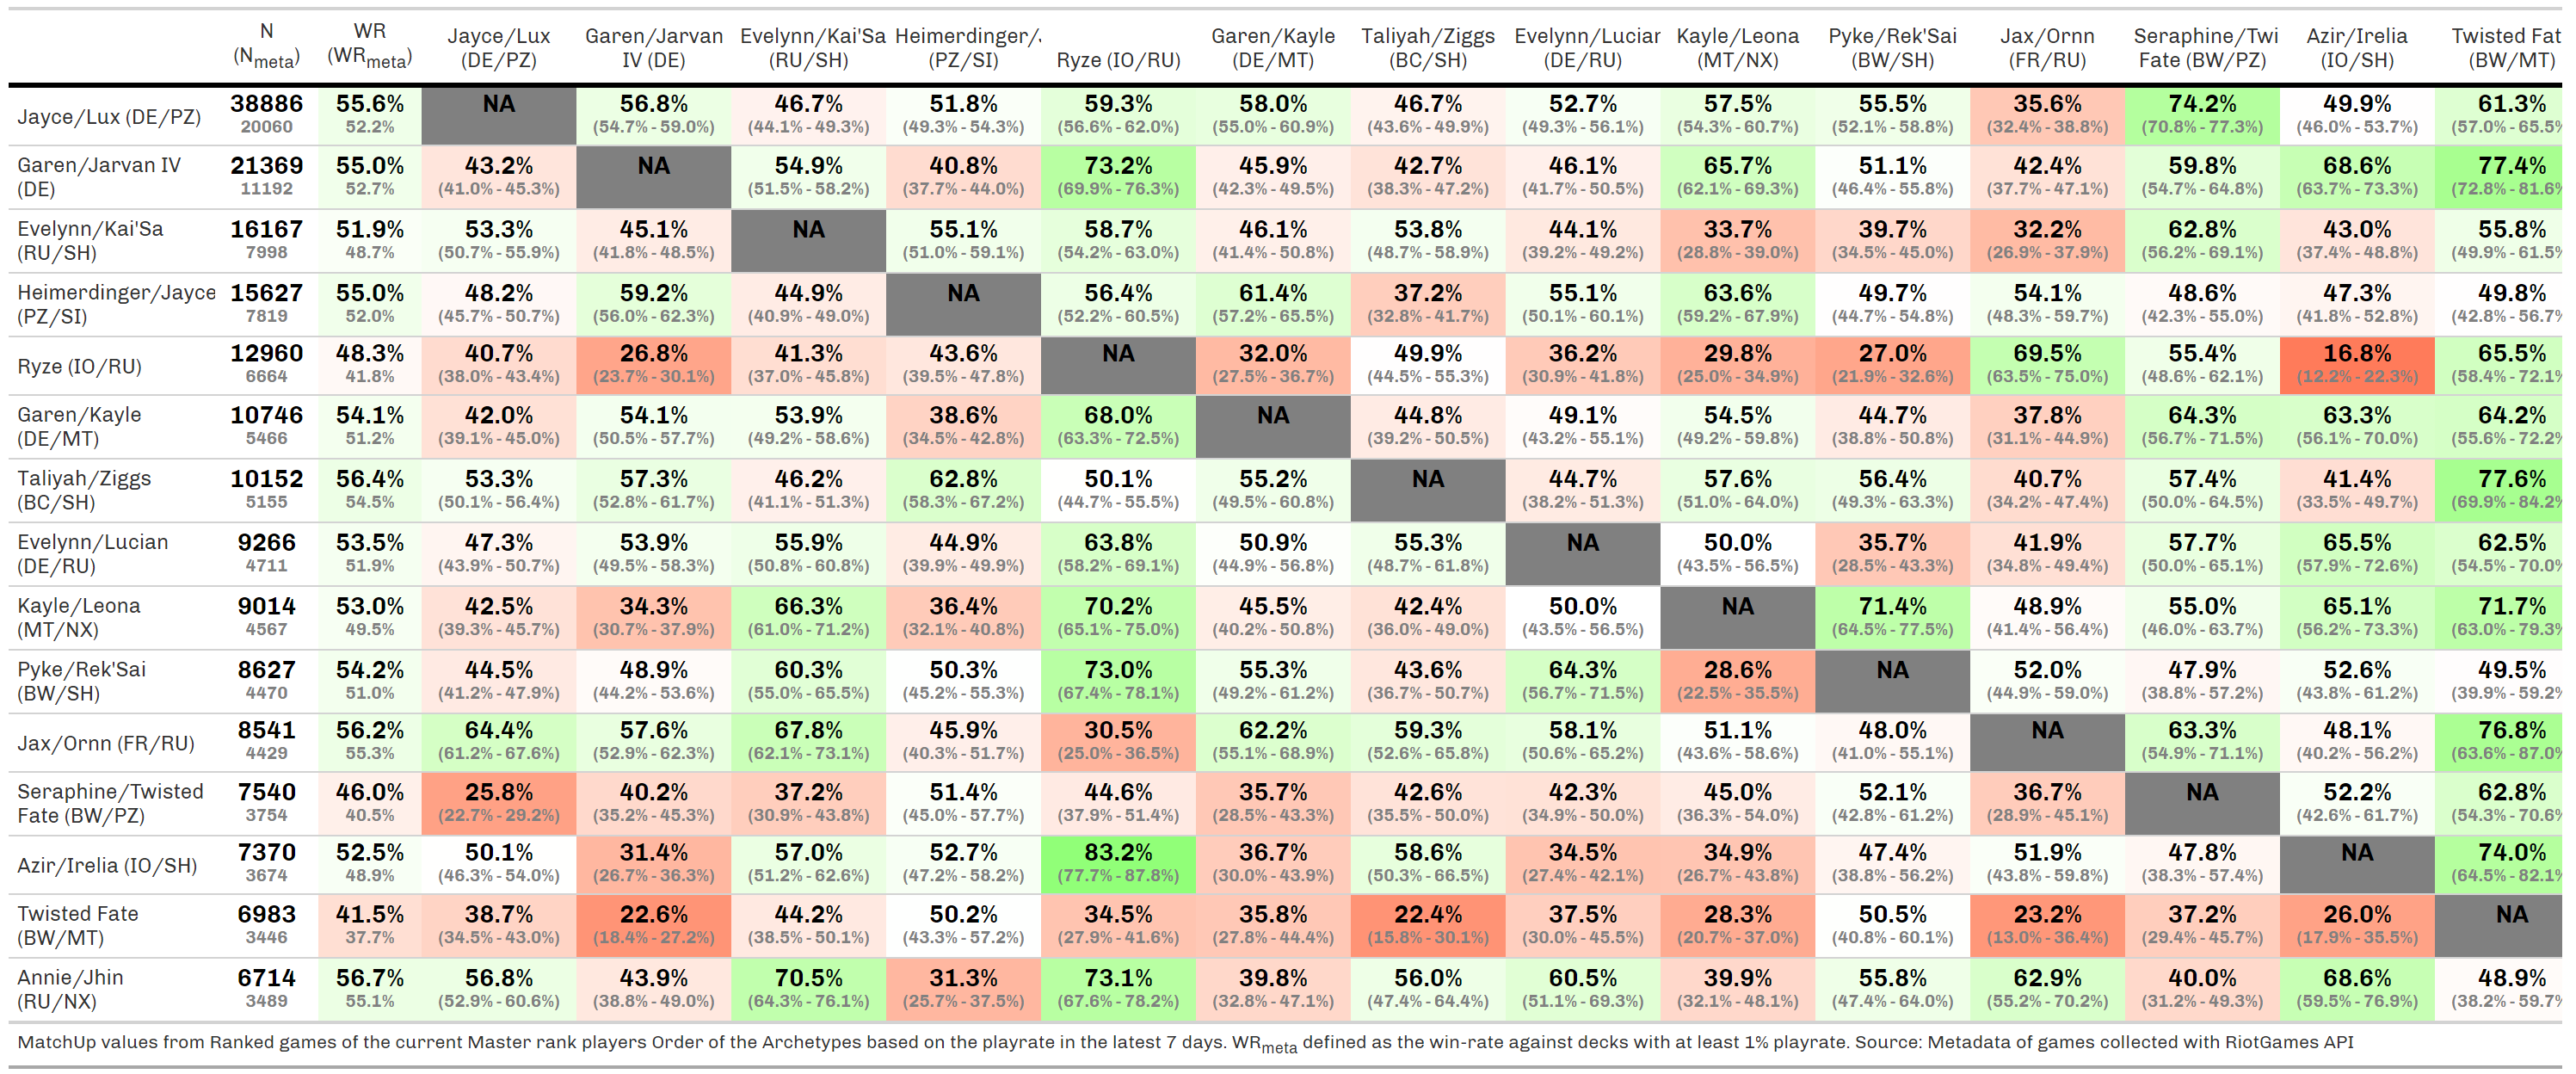 N WR Jayce/Lux Garen/Jarvan Evelynn/Kai'Sa Heimerdinger/J Garen/Kayle Taliyah/Ziggs Evelynn/Lucian Kayle/Leona Pyke/Rek'Sai Jax/Ornn Seraphine/Twi Azir/Irelia Twisted Fat
(Nmeta) (WRmeta) (DE/PZ) IV (DE) (RU/SH) (PZ/SI) Ryze (IO/RU) (DE/MT) (BC/SH) (DE/RU) (MT/NX) (BW/SH) (FR/RU) Fate (BW/PZ) (IO/SH) (BW/MT)
Jayce/Lux (DE/PZ) 38886 55.6% NA 56.8% 46.7% 51.8% 59.3% 58.0% 46.7% 52.7% 57.5% 55.5% 35.6% 74.2% 49.9% 61.3%
20060 52.2% (54.7% - 59.0%) (44.1% - 49.3%) (49.3% - 54.3%) (56.6% - 62.0%) (55.0% - 60.9%) (43.6% - 49.9%) (49.3% - 56.1%) (54.3% - 60.7%) (52.1% - 58.8%) (32.4% - 38.8%) (70.8% - 77.3%) (46.0% - 53.7%) (57.0% - 65.5%
Garen/Jarvan IV 21369 55.0% 43.2% NA 54.9% 40.8% 73.2% 45.9% 42.7% 46.1% 65.7% 51.1% 42.4% 59.8% 68.6% 77.4%
(DE) 11192 52.7% (41.0% - 45.3%) (51.5% - 58.2%) (37.7% - 44.0%) (69.9% - 76.3%) (42.3% - 49.5%) (38.3% - 47.2%) (41.7% - 50.5%) (62.1% - 69.3%) (46.4% - 55.8%) (37.7% - 47.1%) (54.7% - 64.8%) (63.7% - 73.3%) (72.8% - 81.6%
Evelynn/Kai'Sa 16167 51.9% 53.3% 45.1% NA 55.1% 58.7% 46.1% 53.8% 44.1% 33.7% 39.7% 32.2% 62.8% 43.0% 55.8%
(RU/SH) 7998 48.7% (50.7% - 55.9%) (41.8% - 48.5%) (51.0% - 59.1%) (54.2% - 63.0%) (41.4% - 50.8%) (48.7% - 58.9%) (39.2% - 49.2%) (28.8% - 39.0%) (34.5% - 45.0%) (26.9% - 37.9%) (56.2% - 69.1%) (37.4% - 48.8%) (49.9% - 61.5%
Heimerdinger/Jayce 15627 55.0% 48.2% 59.2% 44.9% NA 56.4% 61.4% 37.2% 55.1% 63.6% 49.7% 54.1% 48.6% 47.3% 49.8%
(PZ/SI) 7819 52.0% (45.7% - 50.7%) (56.0% - 62.3%) (40.9% - 49.0%) (52.2% - 60.5%) (57.2% - 65.5%) (32.8% - 41.7%) (50.1% - 60.1%) (59.2% - 67.9%) (44.7% - 54.8%) (48.3% - 59.7%) (42.3% - 55.0%) (41.8% - 52.8%) (42.8% - 56.7%
Ryze (IO/RU) 12960 48.3% 40.7% 26.8% 41.3% 43.6% NA 32.0% 49.9% 36.2% 29.8% 27.0% 69.5% 55.4% 16.8% 65.5%
6664 41.8% (38.0% - 43.4%) (23.7% - 30.1%) (37.0% - 45.8%) (39.5% - 47.8%) (27.5% - 36.7%) (44.5% - 55.3%) (30.9% - 41.8%) (25.0% - 34.9%) (21.9% - 32.6%) (63.5% - 75.0%) (48.6% - 62.1%) (12.2% - 22.3%) (58.4% - 72.1%
Garen/Kayle 10746 54.1% 42.0% 54.1% 53.9% 38.6% 68.0% NA 44.8% 49.1% 54.5% 44.7% 37.8% 64.3% 63.3% 64.2%
(DE/MT) 5466 51.2% (39.1% - 45.0%) (50.5% - 57.7%) (49.2% - 58.6%) (34.5% - 42.8%) (63.3% - 72.5%) (39.2% - 50.5%) (43.2% - 55.1%) (49.2% - 59.8%) (38.8% - 50.8%) (31.1% - 44.9%) (56.7% - 71.5%) (56.1% - 70.0%) (55.6% - 72.2%
Taliyah/Ziggs 10152 56.4% 53.3% 57.3% 46.2% 62.8% 50.1% 55.2% NA 44.7% 57.6% 56.4% 40.7% 57.4% 41.4% 77.6%
(BC/SH) 5155 54.5% (50.1% - 56.4%) (52.8% - 61.7%) (41.1% - 51.3%) (58.3% - 67.2%) (44.7% - 55.5%) (49.5% - 60.8%) (38.2% - 51.3%) (51.0% - 64.0%) (49.3% - 63.3%) (34.2% - 47.4%) (50.0% - 64.5%) (33.5% - 49.7%) (69.9% - 84.2%
Evelynn/Lucian 9266 53.5% 47.3% 53.9% 55.9% 44.9% 63.8% 50.9% 55.3% NA 50.0% 35.7% 41.9% 57.7% 65.5% 62.5%
(DE/RU) 4711 51.9% (43.9% - 50.7%) (49.5% - 58.3%) (50.8% - 60.8%) (39.9% - 49.9%) (58.2% - 69.1%) (44.9% - 56.8%) (48.7% - 61.8%) (43.5% - 56.5%) (28.5% - 43.3%) (34.8% - 49.4%) (50.0% - 65.1%) (57.9% - 72.6%) (54.5% - 70.0%
Kayle/Leona 9014 53.0% 42.5% 34.3% 66.3% 36.4% 70.2% 45.5% 42.4% 50.0% NA 71.4% 48.9% 55.0% 65.1% 71.7%
(MT/NX) 4567 49.5% (39.3% - 45.7%) (30.7% - 37.9%) (61.0% - 71.2%) (32.1% - 40.8%) (65.1% - 75.0%) (40.2% - 50.8%) (36.0% - 49.0%) (43.5% - 56.5%) (64.5% - 77.5%) (41.4% - 56.4%) (46.0% - 63.7%) (56.2% - 73.3%) (63.0% - 79.3%
Pyke/Rek'Sai 8627 54.2% 44.5% 48.9% 60.3% 50.3% 73.0% 55.3% 43.6% 64.3% 28.6% NA 52.0% 47.9% 52.6% 49.5%
(BW/SH) 4470 51.0% (41.2% - 47.9%) (44.2% - 53.6%) (55.0% - 65.5%) (45.2% - 55.3%) (67.4% - 78.1%) (49.2% - 61.2%) (36.7% - 50.7%) (56.7% - 71.5%) (22.5% - 35.5%) (44.9% - 59.0%) (38.8% - 57.2%) (43.8% - 61.2%) (39.9% - 59.2%
Jax/Ornn (FR/RU) 8541 56.2% 64.4% 57.6% 67.8% 45.9% 30.5% 62.2% 59.3% 58.1% 51.1% 48.0% NA 63.3% 48.1% 76.8%
4429 55.3% (61.2% - 67.6%) (52.9% - 62.3%) (62.1% - 73.1%) (40.3% - 51.7%) (25.0% - 36.5%) (55.1% - 68.9%) (52.6% - 65.8%) (50.6% - 65.2%) (43.6% - 58.6%) (41.0% - 55.1%) (54.9% - 71.1%) (40.2% - 56.2%) (63.6% - 87.0%
Seraphine/Twisted 7540 46.0% 25.8% 40.2% 37.2% 51.4% 44.6% 35.7% 42.6% 42.3% 45.0% 52.1% 36.7% NA 52.2% 62.8%
Fate (BW/PZ) 3754 40.5% (22.7% - 29.2%) (35.2% - 45.3%) (30.9% - 43.8%) (45.0% - 57.7%) (37.9% - 51.4%) (28.5% - 43.3%) (35.5% - 50.0%) (34.9% - 50.0%) (36.3% - 54.0%) (42.8% - 61.2%) (28.9% - 45.1%) (42.6% - 61.7%) (54.3% - 70.6%
Azir/Irelia (IO/SH) 7370 52.5% 50.1% 31.4% 57.0% 52.7% 83.2% 36.7% 58.6% 34.5% 34.9% 47.4% 51.9% 47.8% NA 74.0%
3674 48.9% (46.3% - 54.0%) (26.7% - 36.3%) (51.2% - 62.6%) (47.2% - 58.2%) (77.7% - 87.8%) (30.0% - 43.9%) (50.3% - 66.5%) (27.4% - 42.1%) (26.7% - 43.8%) (38.8% - 56.2%) (43.8% - 59.8%) (38.3% - 57.4%) (64.5% - 82.1%
Twisted Fate 6983 41.5% 38.7% 22.6% 44.2% 50.2% 34.5% 35.8% 22.4% 37.5% 28.3% 50.5% 23.2% 37.2% 26.0% NA
(BW/MT) 3446 37.7% (34.5% - 43.0%) (18.4% - 27.2%) (38.5% - 50.1%) (43.3% - 57.2%) (27.9% - 41.6%) (27.8% - 44.4%) (15.8% - 30.1%) (30.0% - 45.5%) (20.7% - 37.0%) (40.8% - 60.1%) (13.0% - 36.4%) (29.4% - 45.7%) (17.9% - 35.5%)
Annie/Jhin 6714 56.7% 56.8% 43.9% 70.5% 31.3% 73.1% 39.8% 56.0% 60.5% 39.9% 55.8% 62.9% 40.0% 68.6% 48.9%
(RU/NX) 3489 55.1% (52.9% - 60.6%) (38.8% - 49.0%) (64.3% - 76.1%) (25.7% - 37.5%) (67.6% - 78.2%) (32.8% - 47.1%) (47.4% - 64.4%) (51.1% - 69.3%) (32.1% - 48.1%) (47.4% - 64.0%) (55.2% - 70.2%) (31.2% - 49.3%) (59.5% - 76.9%) (38.2% - 59.7%
MatchUp values from Ranked games of the current Master rank players Order of the Archetypes based on the playrate in the latest 7 days. WRmeta defined as the win-rate against decks with at least 1% playrate. Source: Metadata of games collected with RiotGames API